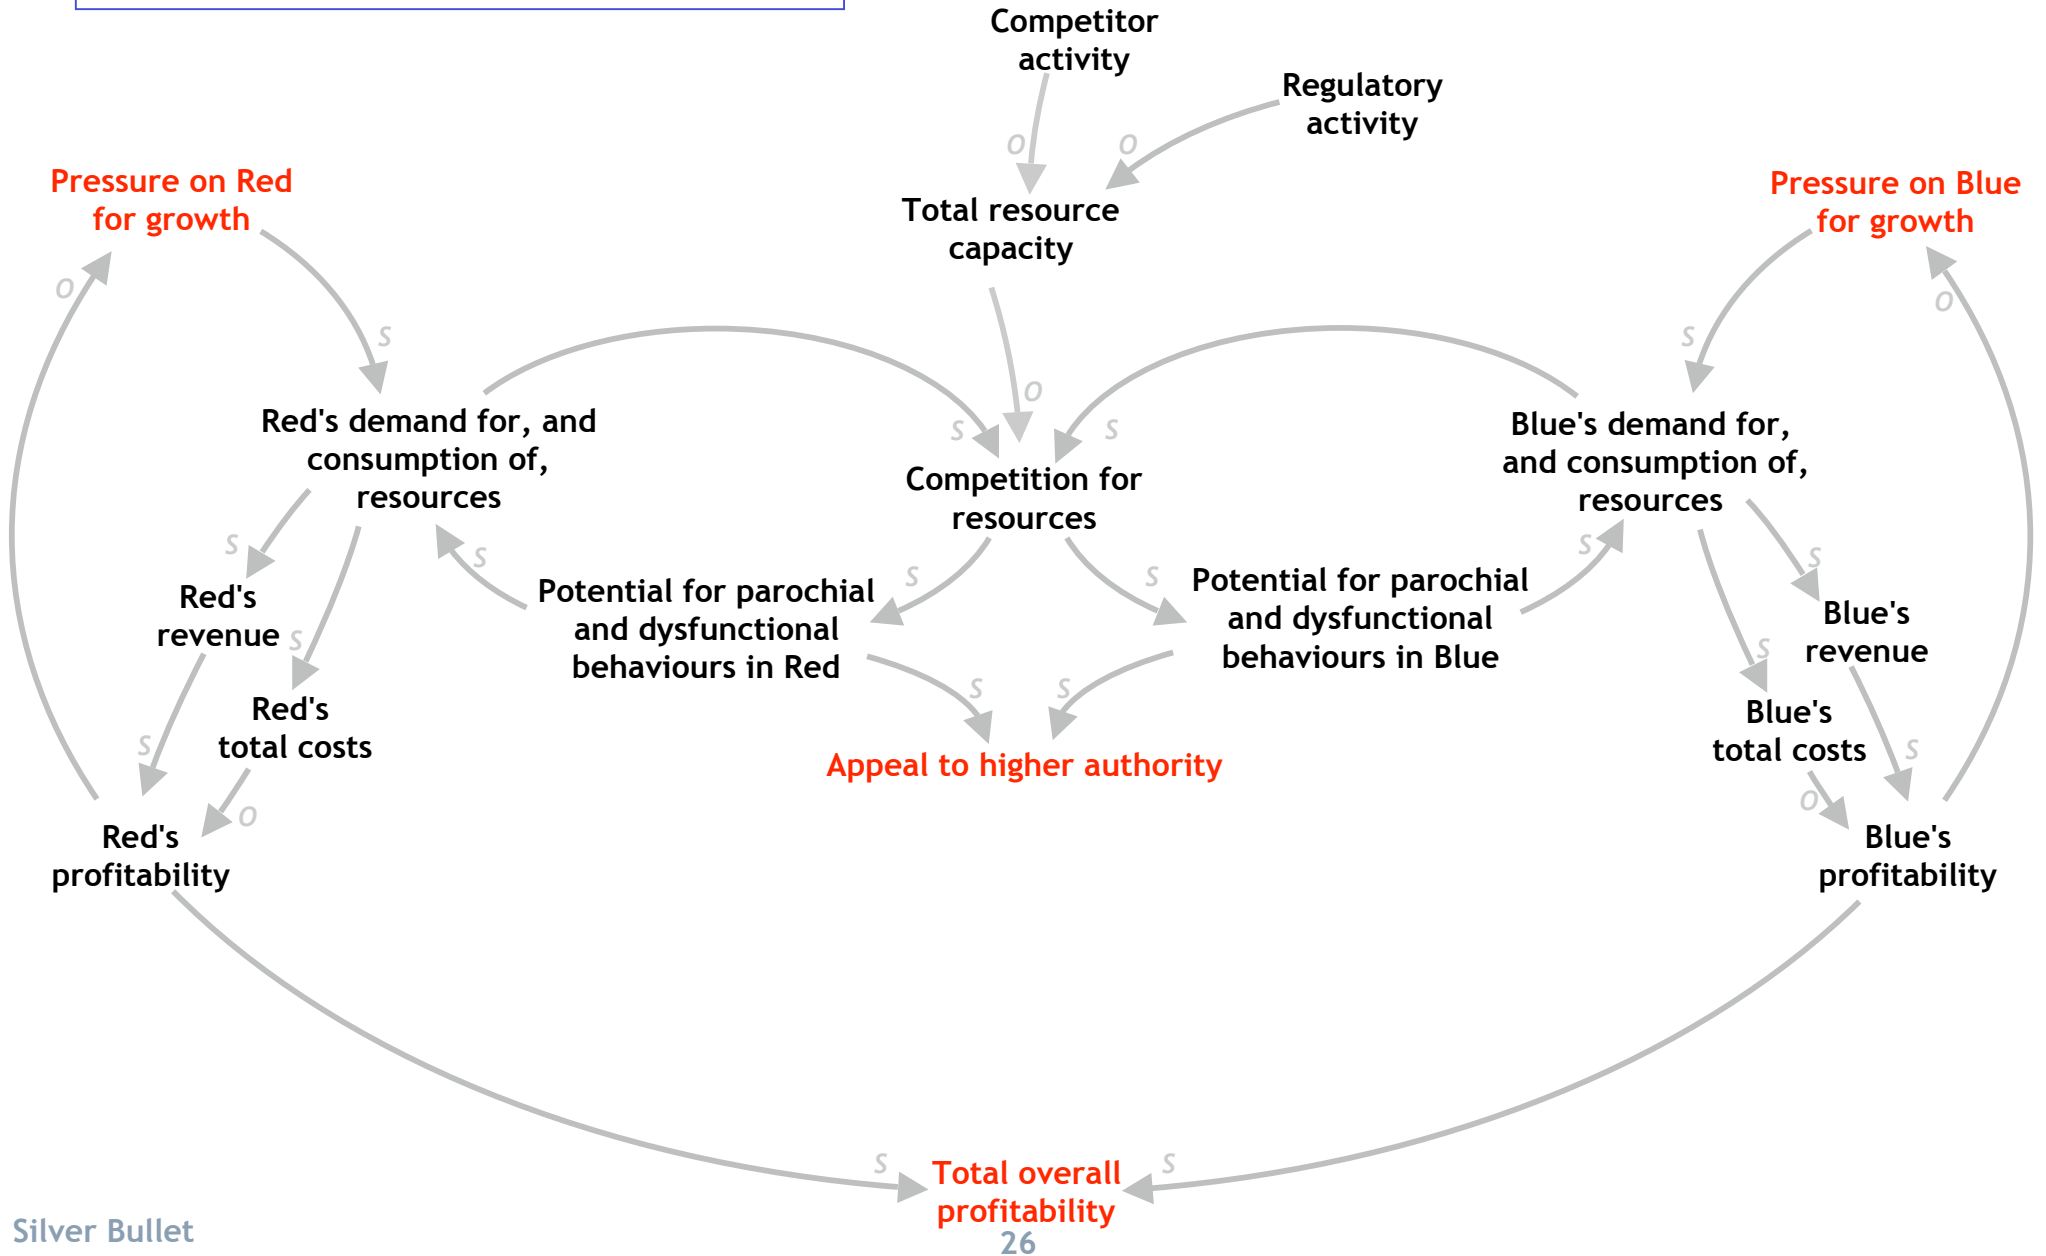 Competitor
activity
Regulatory
activity
O
O
Pressure on Red
for growth
Total resource
capacity
Pressure on Blue
for growth
O
S
S
O
O
S
S
Red's demand for, and
consumption of,
resources
Competition for
resources
Blue's demand for,
and consumption of,
resources
S
S
S
S
S
S
Red's
revenue
S
Potential for parochial
and dysfunctional
behaviours in Red
Potential for parochial
and dysfunctional
behaviours in Blue
Blue's
revenue
S
S
S
Red's
total costs
Blue's
total costs
S
S
Appeal to higher authority
O
O
Red's
profitability
Blue's
profitability
S
S
Total overall
profitability
Silver Bullet
26